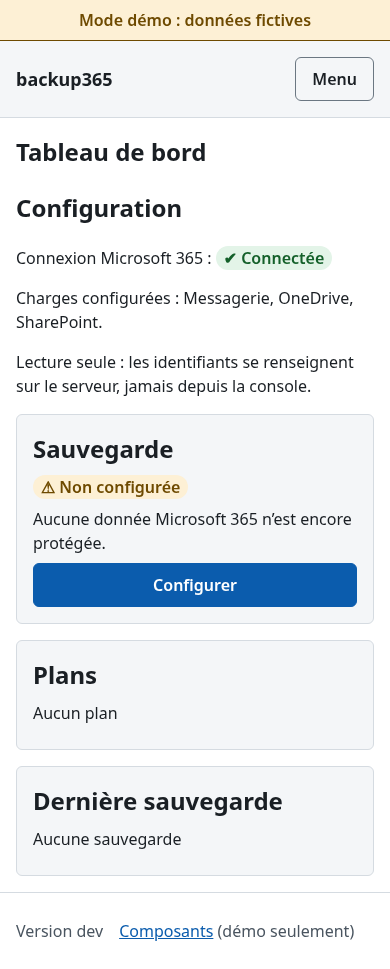 Mode démo : données fictives
backup365
Menu
Tableau de bord
Configuration
Connexion Microsoft 365 : ✔ Connectée
Charges configurées : Messagerie, OneDrive,
SharePoint.
Lecture seule : les identifiants se renseignent
sur le serveur, jamais depuis la console.
Sauvegarde
⚠ Non configurée
Aucune donnée Microsoft 365 n’est encore
protégée.
Configurer
Plans
Aucun plan
Dernière sauvegarde
Aucune sauvegarde
Version dev Composants (démo seulement)